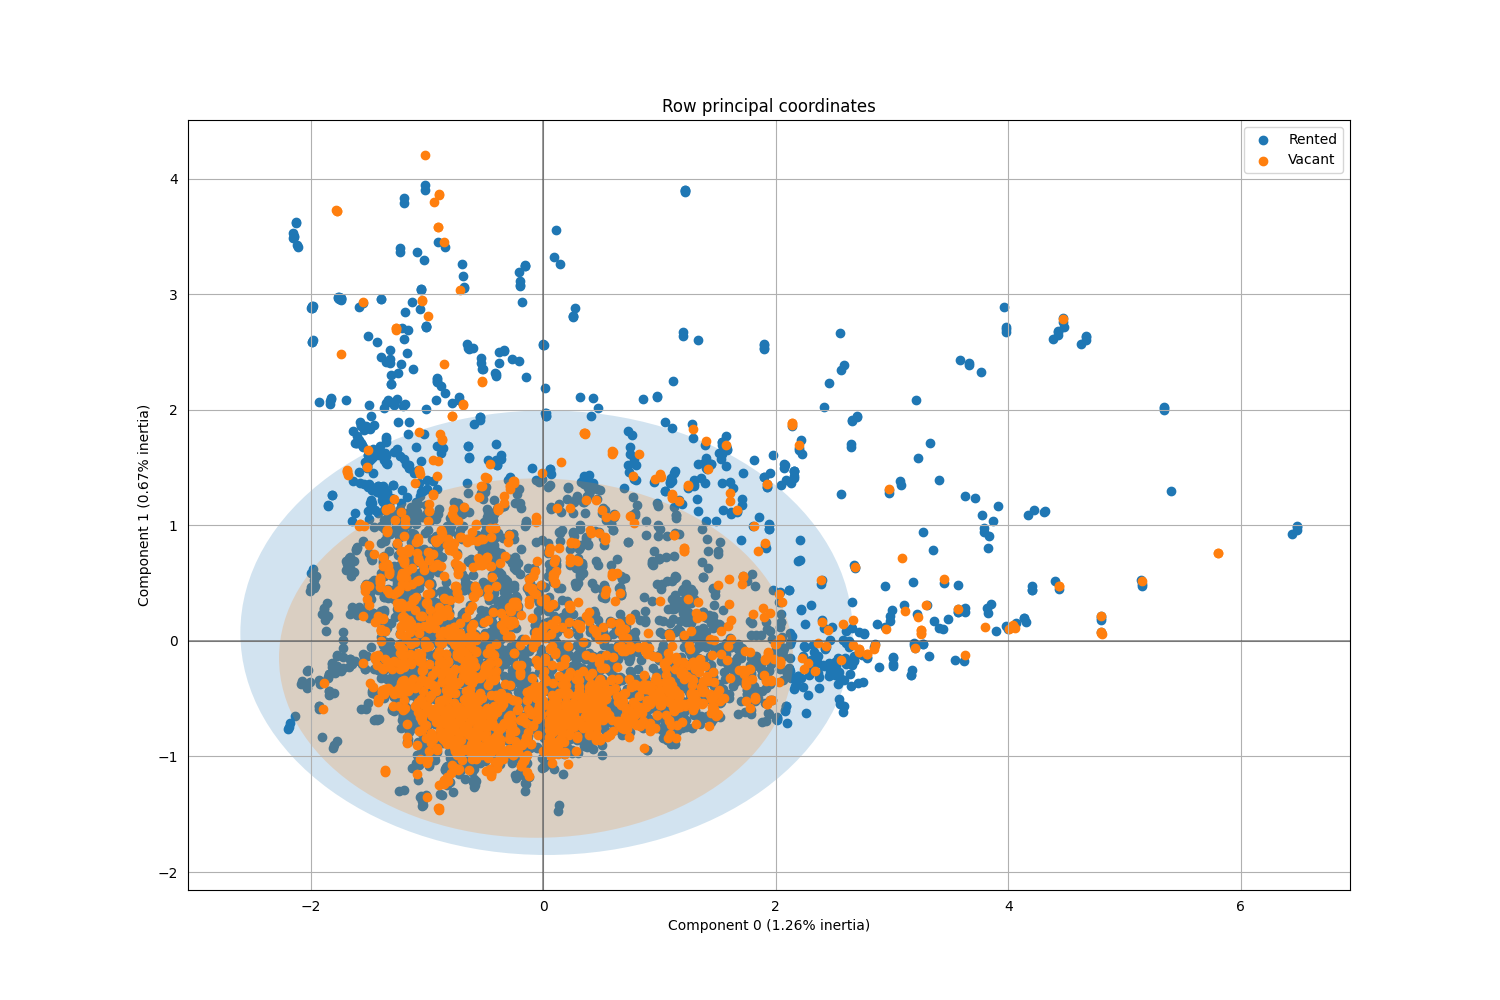 Row principal coordinates
Rented
Vacant
4
3
2
1
0
−1
−2
Component 1 (0.67% inertia)
−2
0
2
4
6
Component 0 (1.26% inertia)